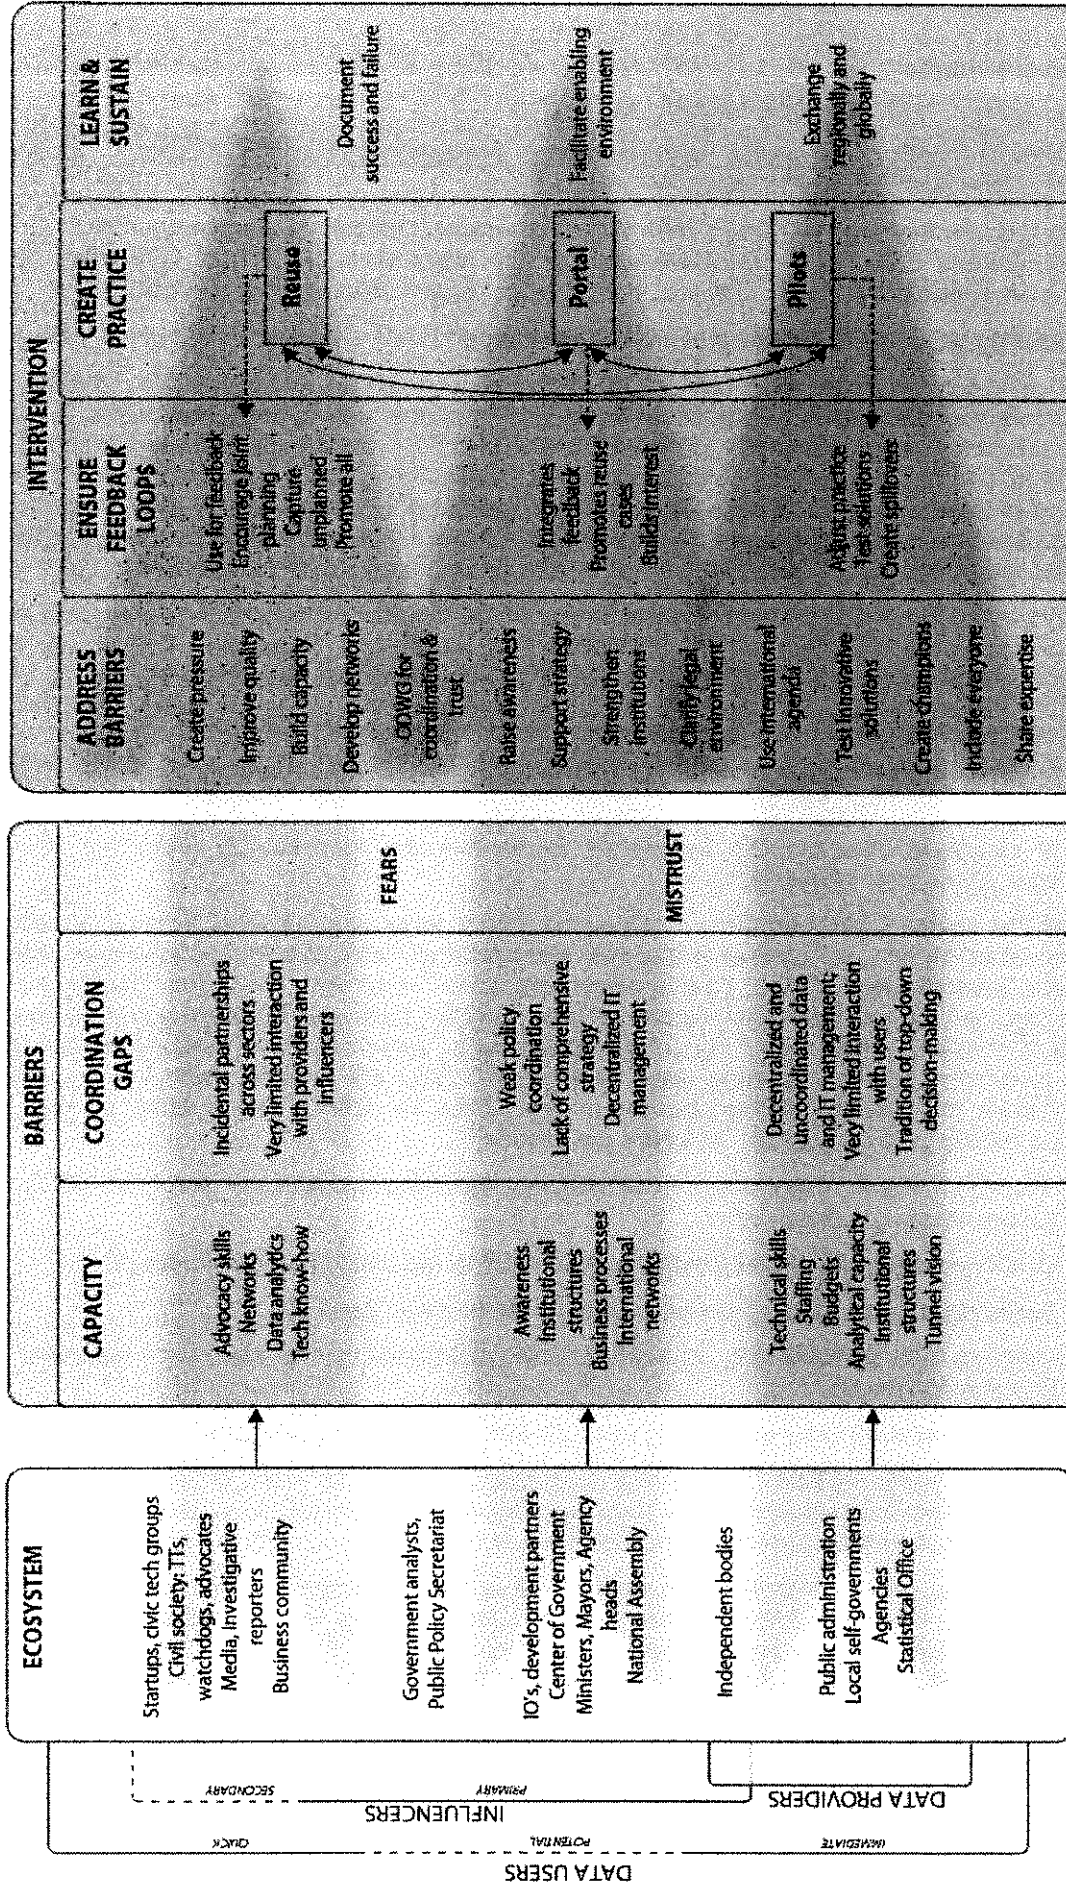 ECOSYSTEM
Startups, civic tech groups
Civil society: TTs,
watchdogs, advocates
Media, Investigative
reporters
Business community
Government analysts,
Public Policy Secretariat
IO's, development partners
Center of Government
Ministers, Mayors, Agency
heads
National Assembly
Independent bodies
Public administration
Local self-governments
Agencies
Statistical Office
DATA USERS
QUICK
POTENTIAL
IMMEDIATE
INFLUENCERS
SECONDARY
PRIMARY
DATA PROVIDERS
BARRIERS
CAPACITY
Advocacy skills
Networks
Data analytics
Tech know-how
Awareness
Institutional
structures
Business processes
International
networks
Technical skills
Staffing
Budgets
Analytical capacity
Institutional
structures
Tunnel vision
COORDINATION
GAPS
Incidental partnerships
across sectors
Very limited interaction
with providers and
influencers
Weak policy
coordination
Lack of comprehensive
strategy
Decentralized IT
management
Decentralized and
uncoordinated data
and IT management;
Very limited interaction
with users
Tradition of top-down
decision-making
FEARS
MISTRUST
INTERVENTION
ADDRESS
BARRIERS
Create pressure
Improve quality
Build capacity
Develop networks
ODWG for
coordination &
trust
Raise awareness
Support strategy
Strengthen
institutions
Clarify legal
environment
Use international
agenda
Test innovative
solutions
Create champions
Include everyone
Share expertise
ENSURE
FEEDBACK
LOOPS
Use for feedback
Encourage joint
planning
Capture
unplanned
Promote all
Integrates
feedback
Promotes reuse
cases
Builds interest
Adjust practice
Test solutions
Create spillovers
CREATE
PRACTICE
Reuse
Portal
Pilots
LEARN &
SUSTAIN
Document
success and failure
Facilitate enabling
environment
Exchange
regionally and
globally